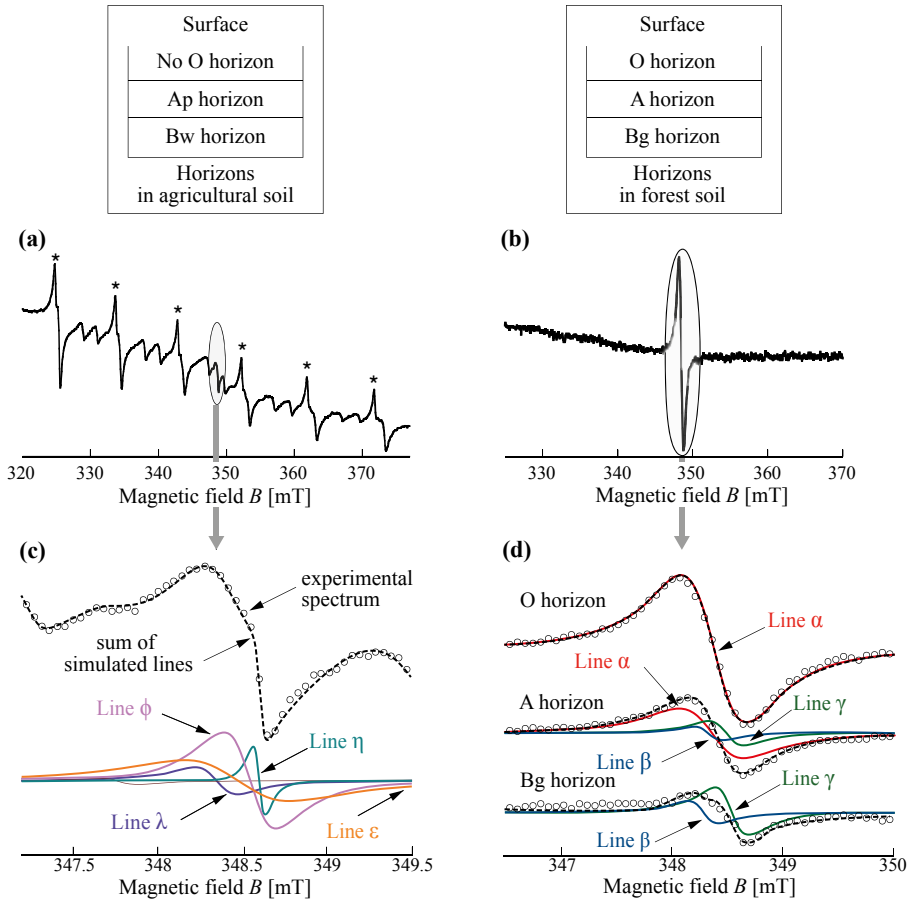 Surface
No O horizon
Ap horizon
Bw horizon
Horizons
in agricultural soil
Surface
O horizon
A horizon
Bg horizon
Horizons
in forest soil
(a)
* * * * * *
320 330 340 350 360 370
Magnetic field B [mT]
(b)
330 340 350 360 370
Magnetic field B [mT]
(c)
experimental
spectrum
sum of
simulated lines
Line ϕ
Line η
Line λ
Line ε
347.5 348 348.5 349 349.5
Magnetic field B [mT]
(d)
O horizon
Line α
Line α
A horizon
Line γ
Line β
Bg horizon
Line γ
Line β
347 348 349 350
Magnetic field B [mT]